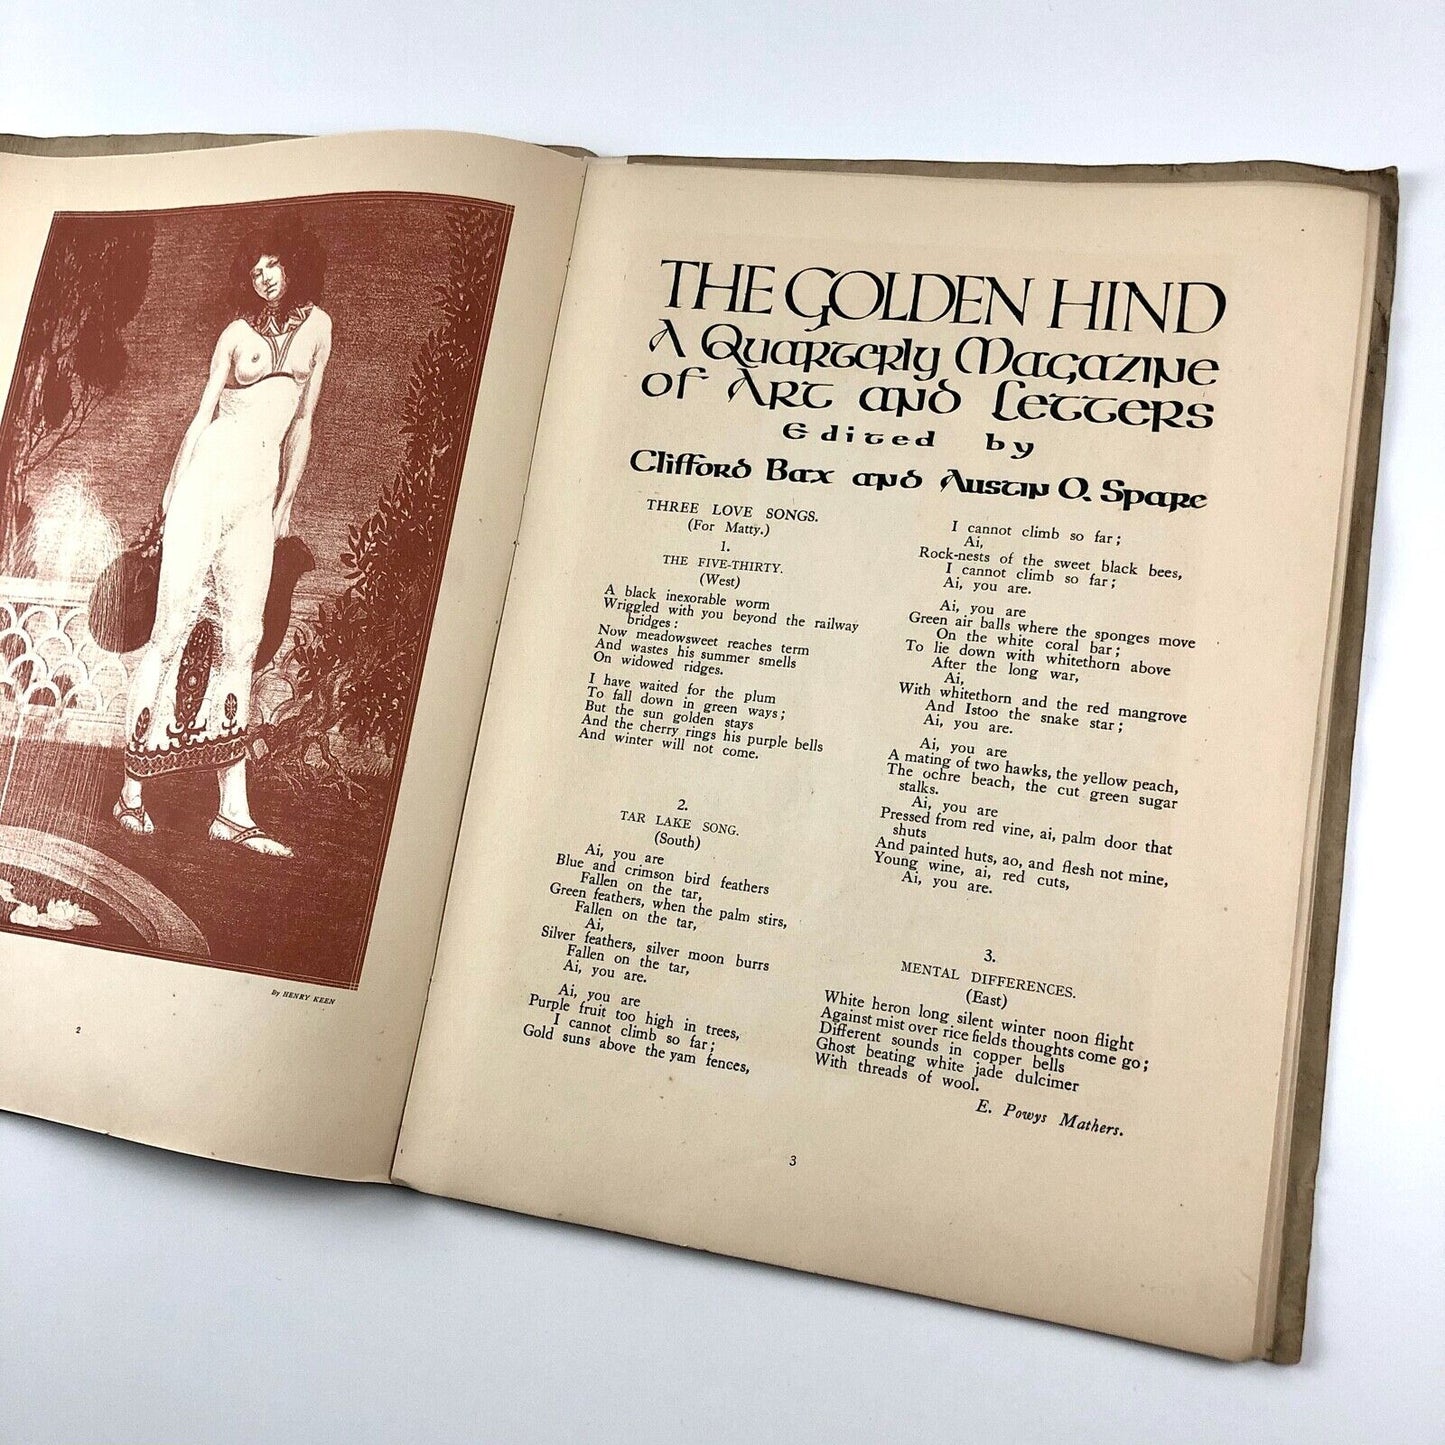 By HENRY KEEN
2
THE GOLDEN HIND
A Quarterly Magazine
of Art and Letters
Edited by
Clifford Bax and Austin O. Spare
THREE LOVE SONGS.
(For Matty.)
1.
THE FIVE-THIRTY.
(West)
A black inexorable worm
Wriggled with you beyond the railway
bridges:
Now meadowsweet reaches term
And wastes his summer smells
On widowed ridges.
I have waited for the plum
To fall down in green ways;
But the sun golden stays
And the cherry rings his purple bells
And winter will not come.
2.
TAR LAKE SONG.
(South)
Ai, you are
Blue and crimson bird feathers
Fallen on the tar,
Green feathers, when the palm stirs,
Fallen on the tar,
Ai,
Silver feathers, silver moon burrs
Fallen on the tar,
Ai, you are.
Ai, you are
Purple fruit too high in trees,
I cannot climb so far;
Gold suns above the yam fences,
I cannot climb so far;
Ai,
Rock-nests of the sweet black bees,
I cannot climb so far;
Ai, you are.
Ai, you are
Green air balls where the sponges move
On the white coral bar;
To lie down with whitethorn above
After the long war,
Ai,
With whitethorn and the red mangrove
And Istoo the snake star;
Ai, you are.
Ai, you are
A mating of two hawks, the yellow peach,
The ochre beach, the cut green sugar
stalks.
Ai, you are
Pressed from red vine, ai, palm door that
shuts
And painted huts, ao, and flesh not mine,
Young wine, ai, red cuts,
Ai, you are.
3.
MENTAL DIFFERENCES.
(East)
White heron long silent winter noon flight
Against mist over rice fields thoughts come go;
Different sounds in copper bells
Ghost beating white jade dulcimer
With threads of wool.
E. Powys Mathers.
3